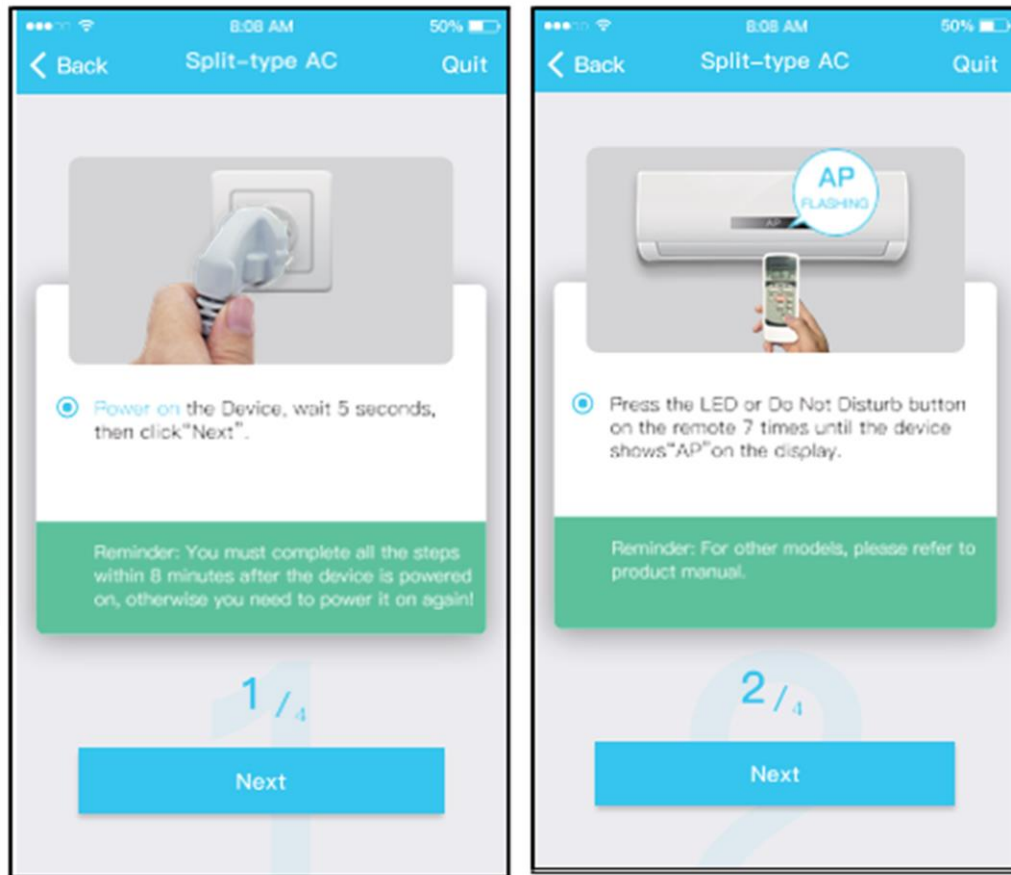 8:08 AM
50%
Back
Split-type AC
Quit
Power on the Device, wait 5 seconds,
then click"Next".
Reminder: You must complete all the steps
within 8 minutes after the device is powered
on, otherwise you need to power it on again!
1/4
1
Next
8:08 AM
50%
Back
Split-type AC
Quit
AP
FLASHING
AP
Press the LED or Do Not Disturb button
on the remote 7 times until the device
shows"AP"on the display.
Reminder: For other models, please refer to
product manual.
2/4
2
Next